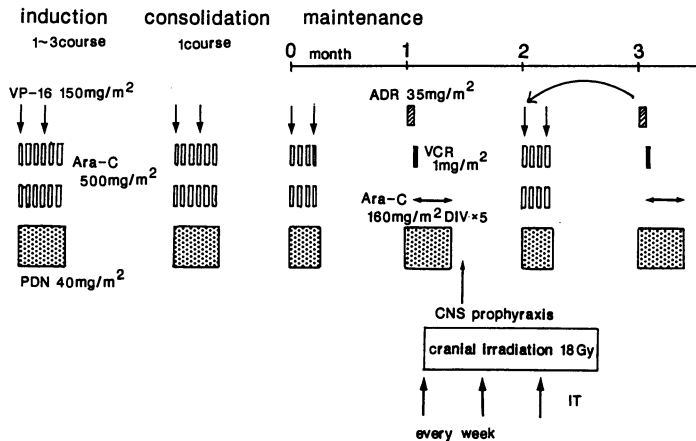 induction consolidation maintenance
1~3course 1course 0 month 1 2 3
VP-16 150mg/m² ADR 35mg/m²
Ara-C VCR
500mg/m² 1mg/m²
Ara-C
160mg/m² DIV×5
PDN 40mg/m²
CNS prophyraxis
cranial irradiation 18Gy
IT
every week